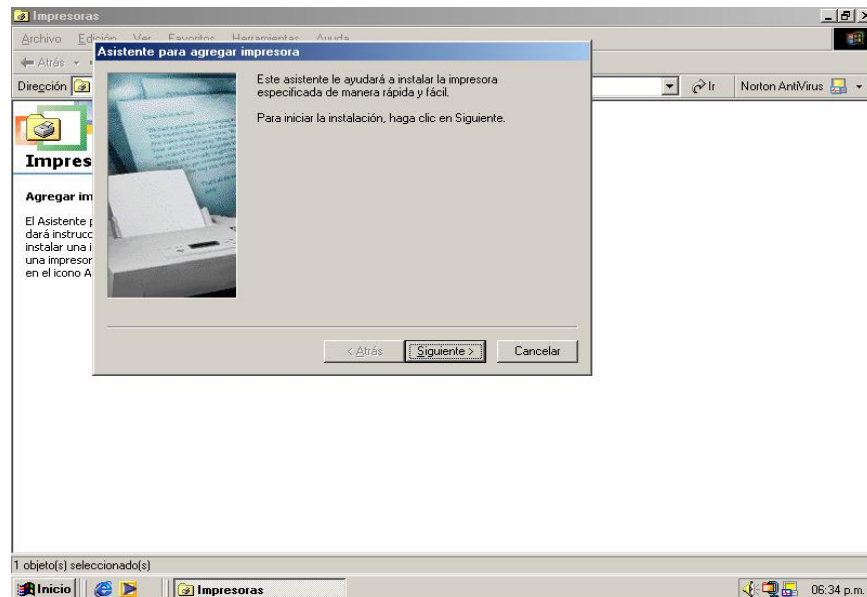 Impresoras
Archivo Edición Ver Favoritos Herramientas Ayuda
Asistente para agregar impresora
Atrás
Dirección
Ir
Norton AntiVirus
Este asistente le ayudará a instalar la impresora
especificada de manera rápida y fácil.
Para iniciar la instalación, haga clic en Siguiente.
Impres
Agregar im
El Asistente p
dará instrucc
instalar una i
una impresor
en el icono A
< Atrás
Siguiente >
Cancelar
1 objeto(s) seleccionado(s)
Inicio
Impresoras
06:34 p.m.